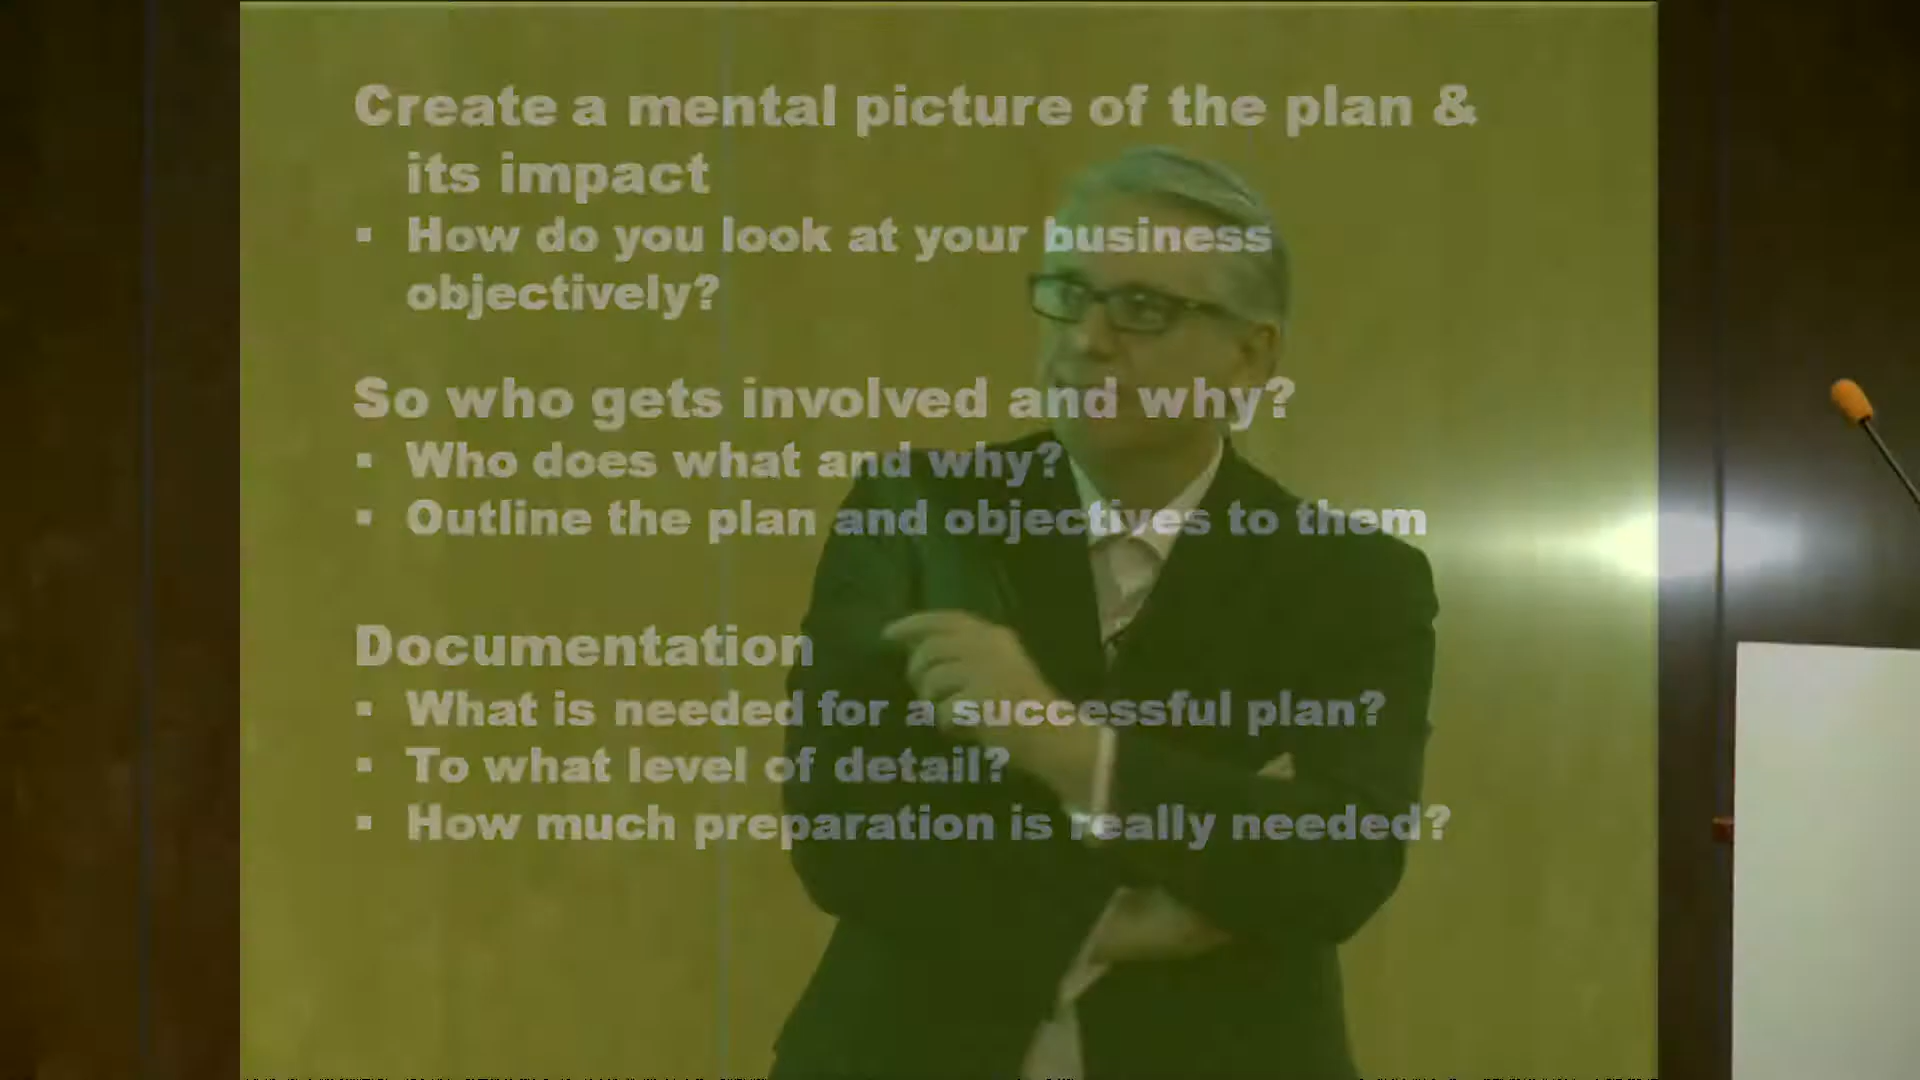 Create a mental picture of the plan &
its impact
▪ How do you look at your business
objectively?
So who gets involved and why?
▪ Who does what and why?
▪ Outline the plan and objectives to them
Documentation
▪ What is needed for a successful plan?
▪ To what level of detail?
▪ How much preparation is really needed?